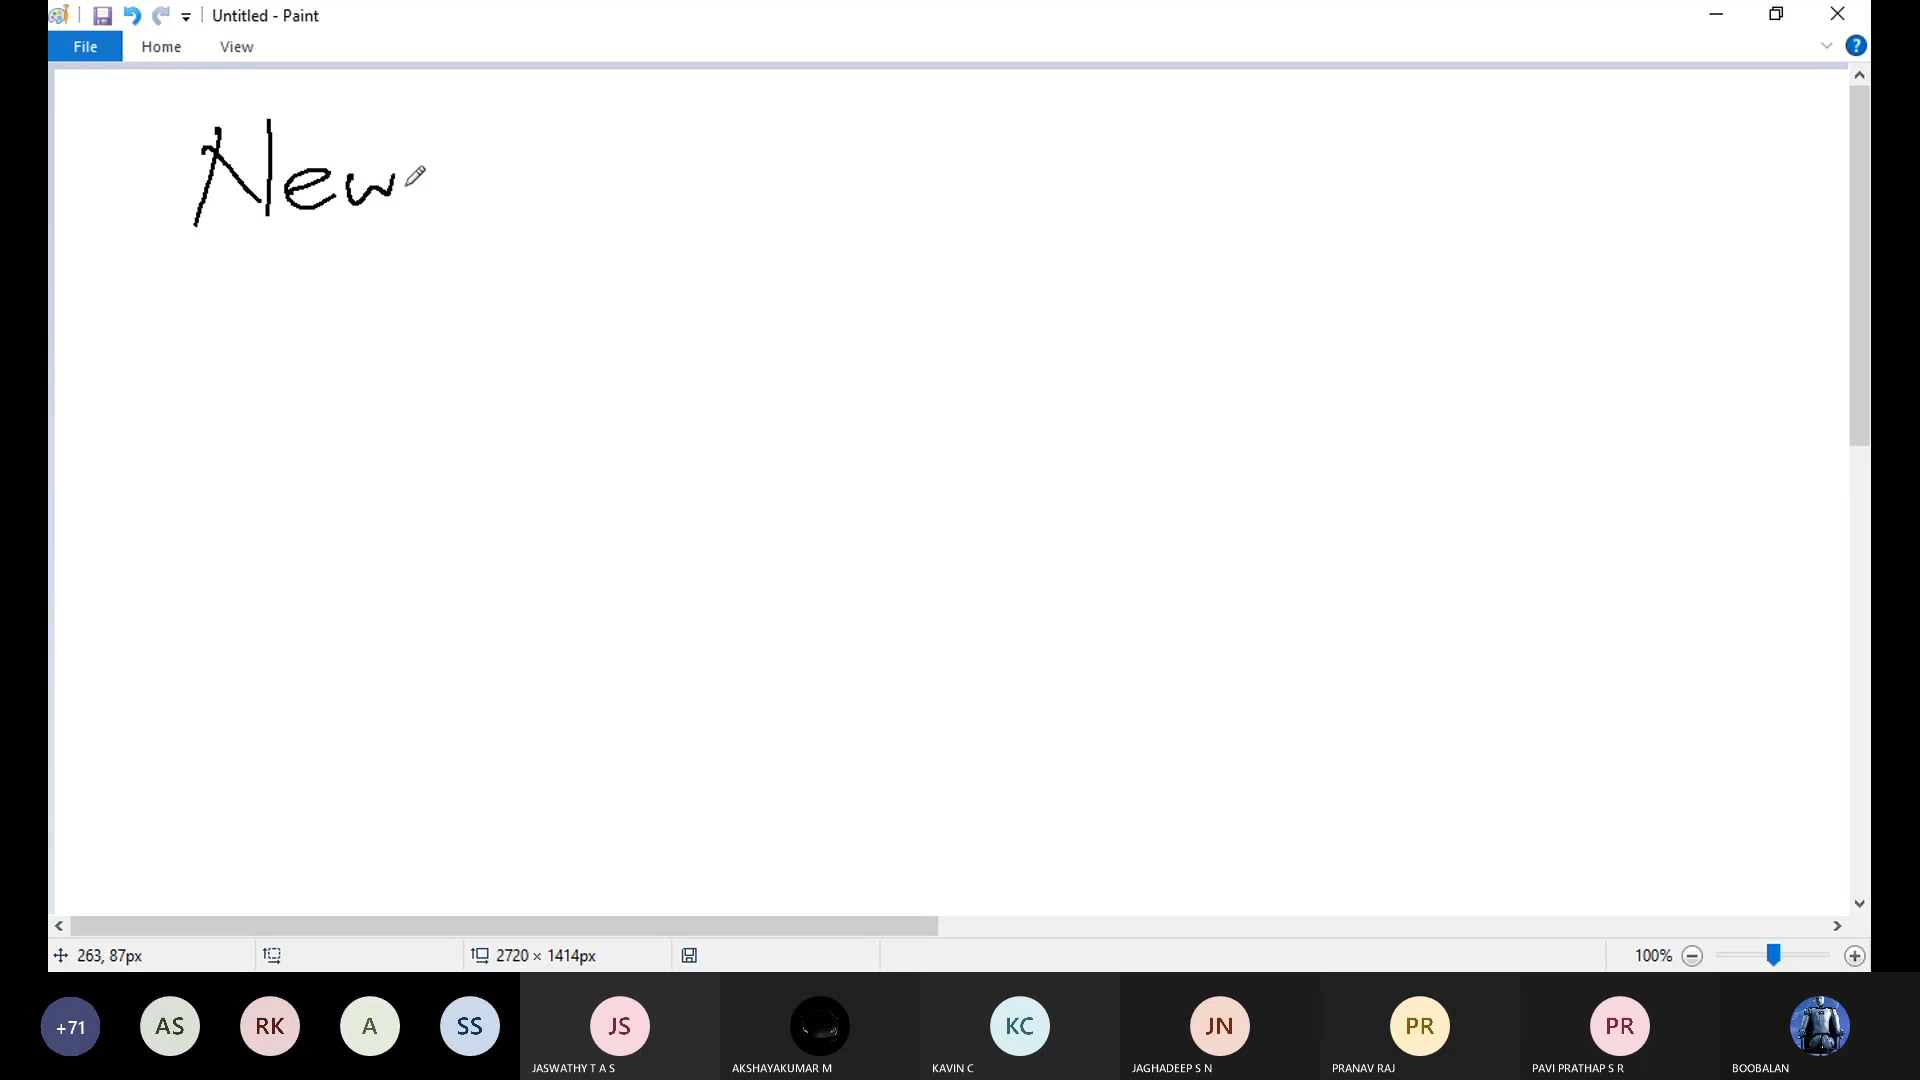 Untitled - Paint
File Home View
?
New
263, 87px 2720 × 1414px 100%
+71 AS RK A SS JS KC JN PR PR
JASWATHY T A S AKSHAYAKUMAR M KAVIN C JAGHADEEP S N PRANAV RAJ PAVI PRATHAP S R BOOBALAN